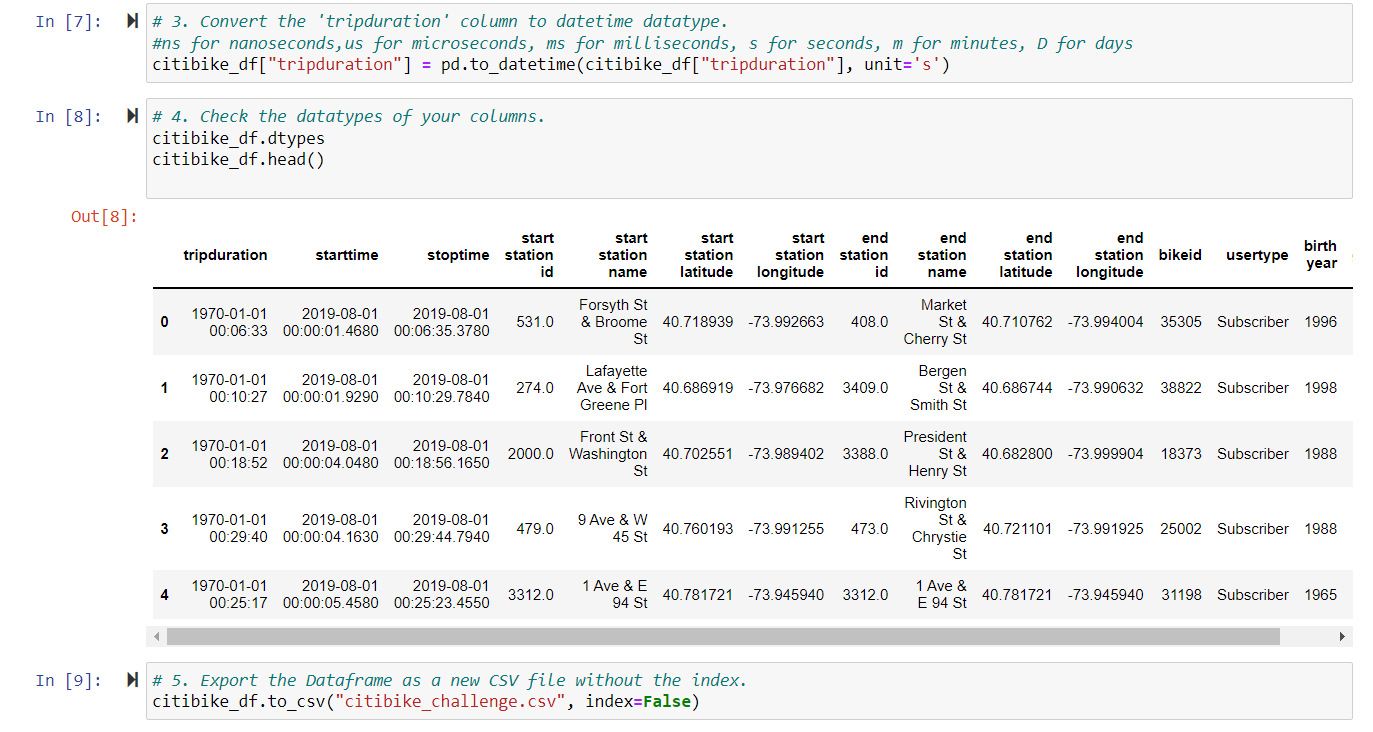 In [7]:
# 3. Convert the 'tripduration' column to datetime datatype.
#ns for nanoseconds,us for microseconds, ms for milliseconds, s for seconds, m for minutes, D for days
citibike_df["tripduration"] = pd.to_datetime(citibike_df["tripduration"], unit='s')
In [8]:
# 4. Check the datatypes of your columns.
citibike_df.dtypes
citibike_df.head()
Out[8]:
tripduration starttime stoptime start station id start station name start station latitude start station longitude end station id end station name end station latitude end station longitude bikeid usertype birth year
0 1970-01-01 00:06:33 2019-08-01 00:00:01.4680 2019-08-01 00:06:35.3780 531.0 Forsyth St & Broome St 40.718939 -73.992663 408.0 Market St & Cherry St 40.710762 -73.994004 35305 Subscriber 1996
1 1970-01-01 00:10:27 2019-08-01 00:00:01.9290 2019-08-01 00:10:29.7840 274.0 Lafayette Ave & Fort Greene Pl 40.686919 -73.976682 3409.0 Bergen St & Smith St 40.686744 -73.990632 38822 Subscriber 1998
2 1970-01-01 00:18:52 2019-08-01 00:00:04.0480 2019-08-01 00:18:56.1650 2000.0 Front St & Washington St 40.702551 -73.989402 3388.0 President St & Henry St 40.682800 -73.999904 18373 Subscriber 1988
3 1970-01-01 00:29:40 2019-08-01 00:00:04.1630 2019-08-01 00:29:44.7940 479.0 9 Ave & W 45 St 40.760193 -73.991255 473.0 Rivington St & Chrystie St 40.721101 -73.991925 25002 Subscriber 1988
4 1970-01-01 00:25:17 2019-08-01 00:00:05.4580 2019-08-01 00:25:23.4550 3312.0 1 Ave & E 94 St 40.781721 -73.945940 3312.0 1 Ave & E 94 St 40.781721 -73.945940 31198 Subscriber 1965
In [9]:
# 5. Export the Dataframe as a new CSV file without the index.
citibike_df.to_csv("citibike_challenge.csv", index=False)